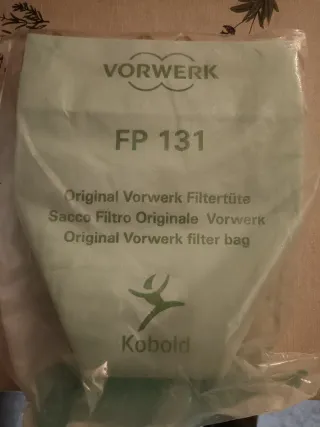 VORWERK
FP 131
Original Vorwerk Filtertüte
Sacco Filtro Originale Vorwerk
Original Vorwerk filter bag
Kobold